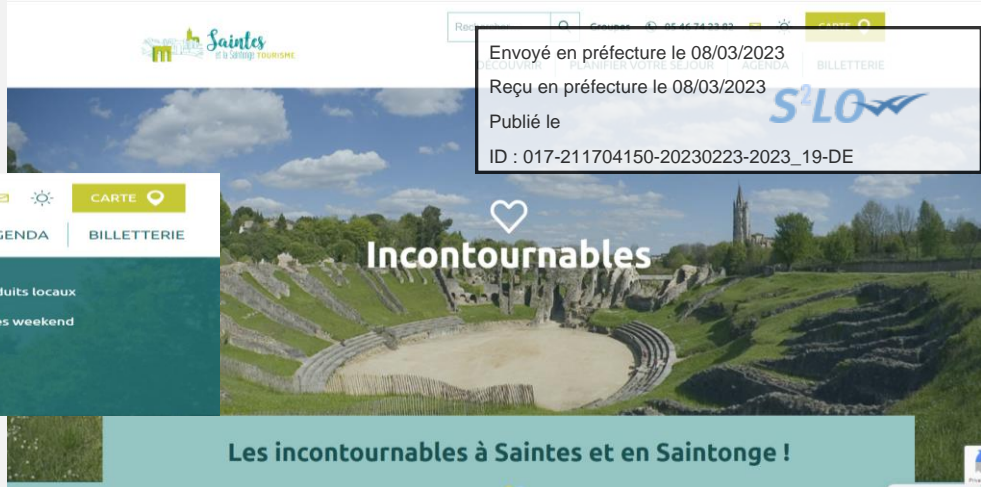 Saintes
et la Saintonge TOURISME
Rechercher
Groupes
05 46 74 23 82
CARTE
DÉCOUVRIR
PLANIFIER VOTRE SÉJOUR
AGENDA
BILLETTERIE
Envoyé en préfecture le 08/03/2023
Reçu en préfecture le 08/03/2023
Publié le
S²LOW
ID : 017-211704150-20230223-2023_19-DE
CARTE
GENDA
BILLETTERIE
duits locaux
es weekend
Incontournables
Les incontournables à Saintes et en Saintonge !